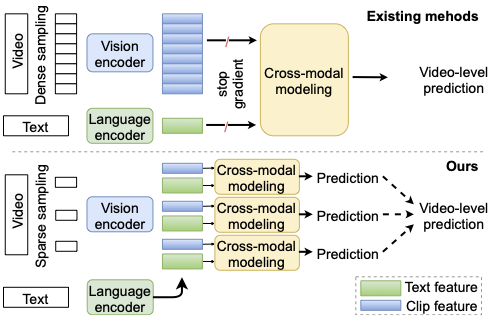 Existing mehods
Video
Dense sampling
Vision
encoder
stop
gradient
Cross-modal
modeling
Video-level
prediction
Text
Language
encoder
Ours
Video
Sparse sampling
Vision
encoder
Cross-modal
modeling
Prediction
Cross-modal
modeling
Prediction
Cross-modal
modeling
Prediction
Video-level
prediction
Text
Language
encoder
Text feature
Clip feature